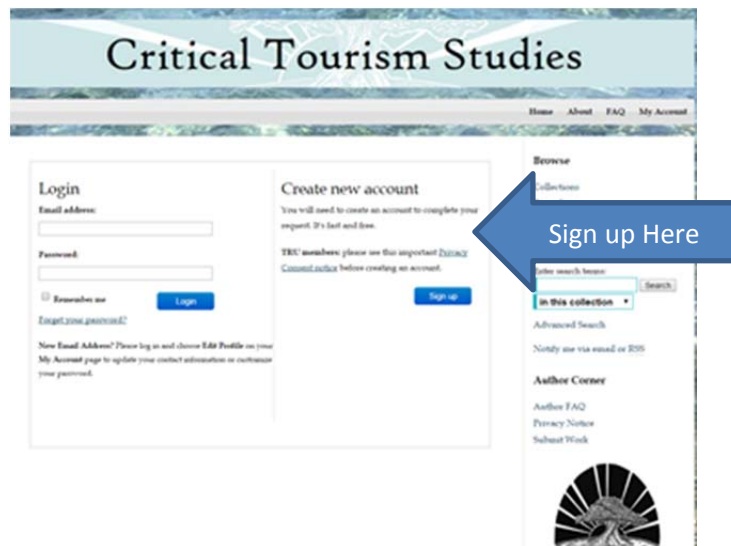 Critical Tourism Studies
Home About FAQ My Account
Login
Email address:
Password:
Remember me
Login
Forgot your password?
New Email Address? Please log in and choose Edit Profile on your
My Account page to update your contact information or customize
your password.
Create new account
You will need to create an account to complete your
request. It's fast and free.
TRU members: please see this important Privacy
Consent notice before creating an account.
Sign up
Sign up Here
Browse
Collections
Enter search terms:
Search
in this collection
Advanced Search
Notify me via email or RSS
Author Corner
Author FAQ
Privacy Notice
Submit Work